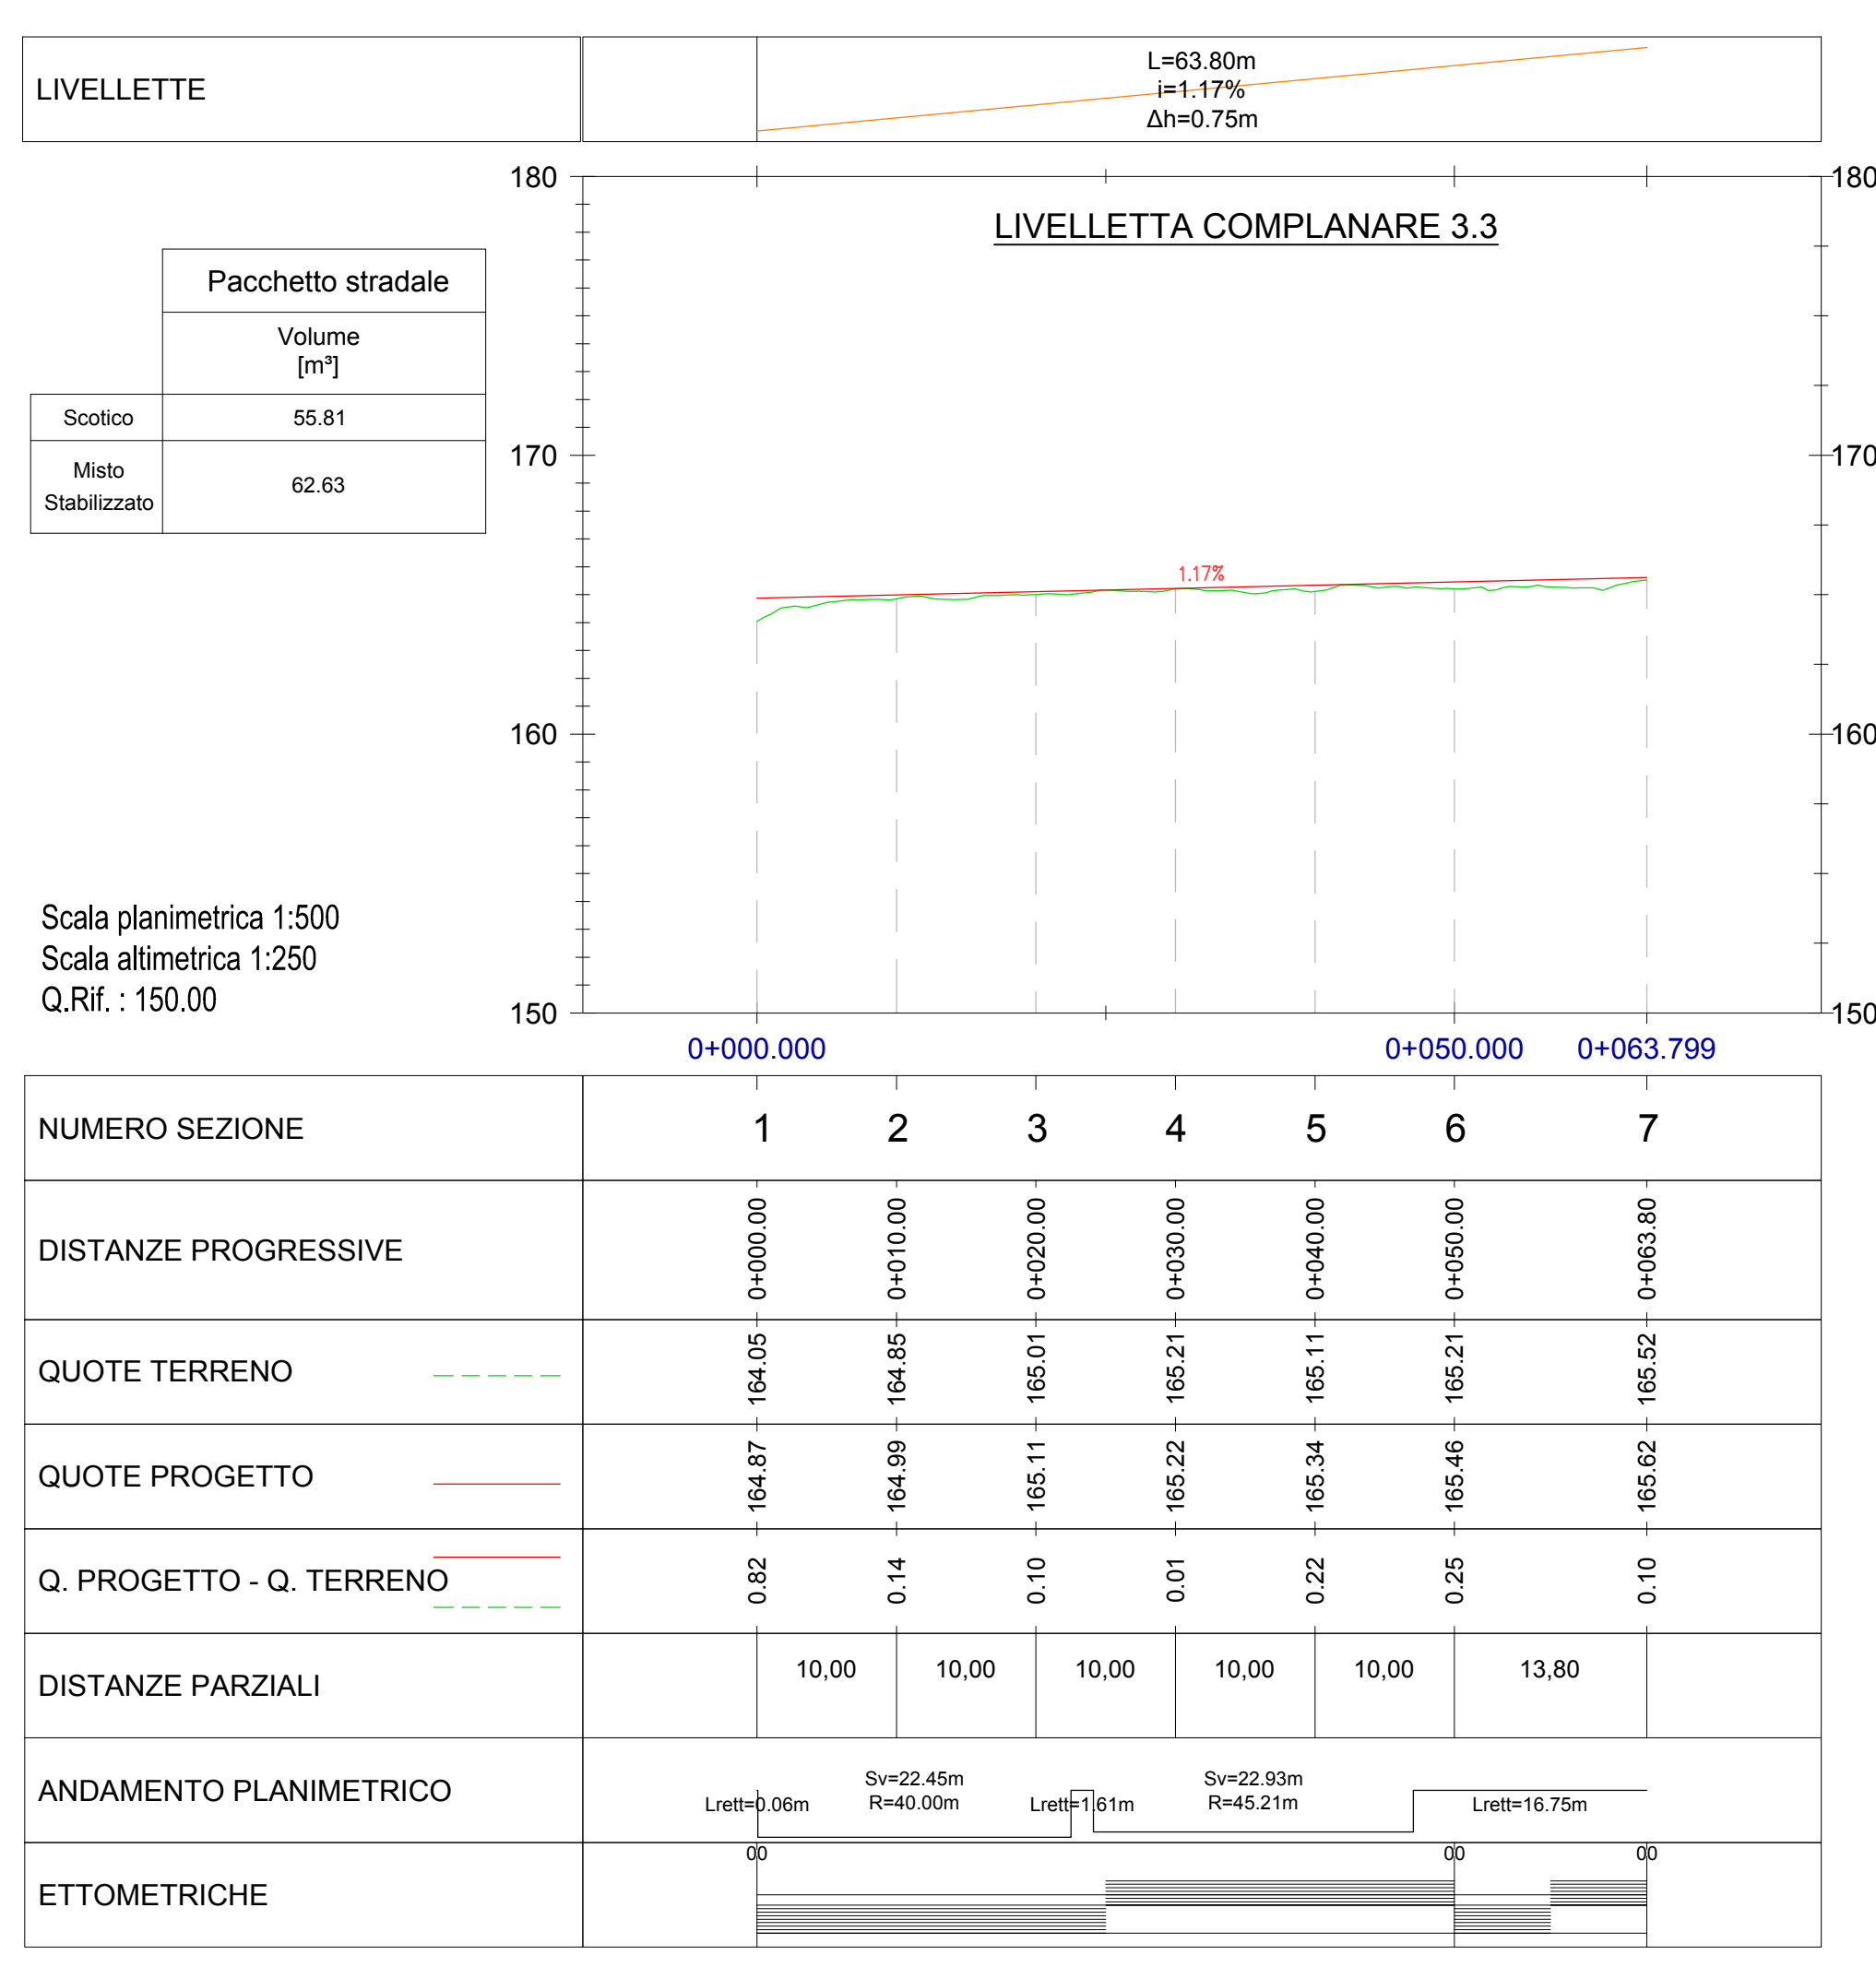 LIVELLETTE
L=63.80m
i=1.17%
Δh=0.75m
180
180
LIVELLETTA COMPLANARE 3.3
Pacchetto stradale
Volume
[m³]
Scotico
55.81
Misto
Stabilizzato
62.63
170
170
1.17%
160
160
Scala planimetrica 1:500
Scala altimetrica 1:250
Q.Rif. : 150.00
150
150
0+000.000
0+050.000
0+063.799
NUMERO SEZIONE
1 2 3 4 5 6 7
DISTANZE PROGRESSIVE
0+000.00
0+010.00
0+020.00
0+030.00
0+040.00
0+050.00
0+063.80
QUOTE TERRENO
164.05
164.85
165.01
165.21
165.11
165.21
165.52
QUOTE PROGETTO
164.87
164.99
165.11
165.22
165.34
165.46
165.62
Q. PROGETTO - Q. TERRENO
0.82
0.14
0.10
0.01
0.22
0.25
0.10
DISTANZE PARZIALI
10,00 10,00 10,00 10,00 10,00 13,80
ANDAMENTO PLANIMETRICO
Lrett=0.06m
Sv=22.45m
R=40.00m
Lrett=1.61m
Sv=22.93m
R=45.21m
Lrett=16.75m
ETTOMETRICHE
00
00
00